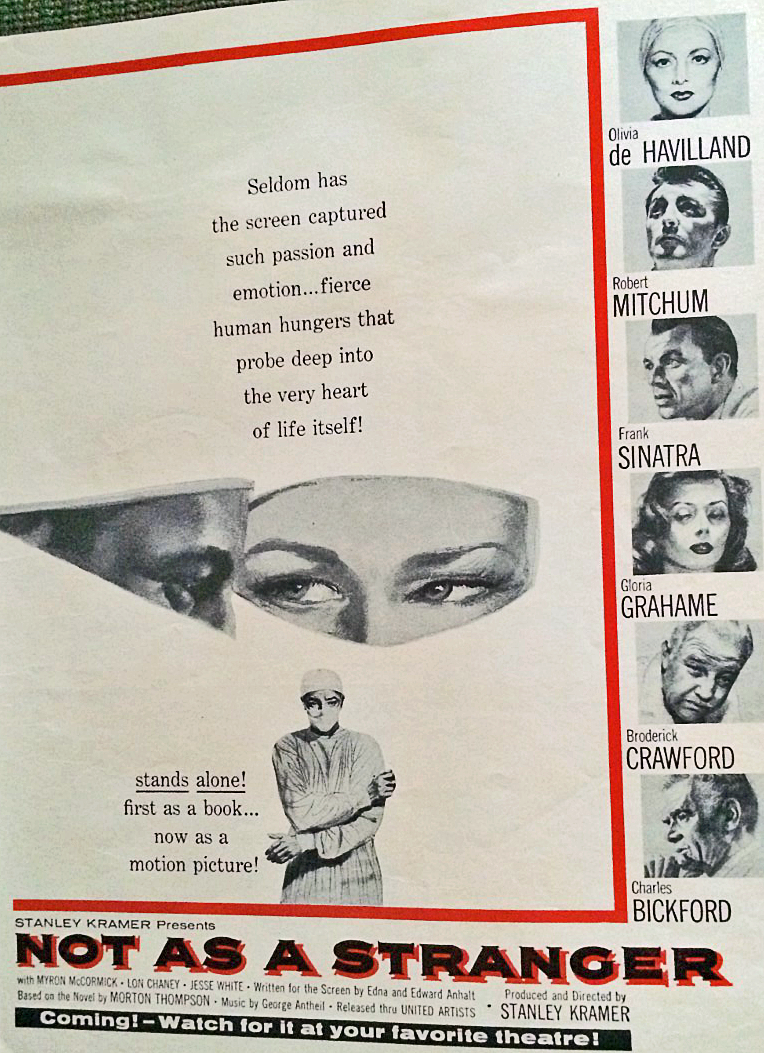 Seldom has
the screen captured
such passion and
emotion...fierce
human hungers that
probe deep into
the very heart
of life itself!
stands alone!
first as a book...
now as a
motion picture!
Olivia
de HAVILLAND
Robert
MITCHUM
Frank
SINATRA
Gloria
GRAHAME
Broderick
CRAWFORD
Charles
BICKFORD
STANLEY KRAMER Presents
NOT AS A STRANGER
with MYRON McCORMICK · LON CHANEY · JESSE WHITE · Written for the Screen by Edna and Edward Anhalt
Based on the Novel by MORTON THOMPSON · Music by George Antheil · Released thru UNITED ARTISTS ·
Produced and Directed by
STANLEY KRAMER
Coming!–Watch for it at your favorite theatre!